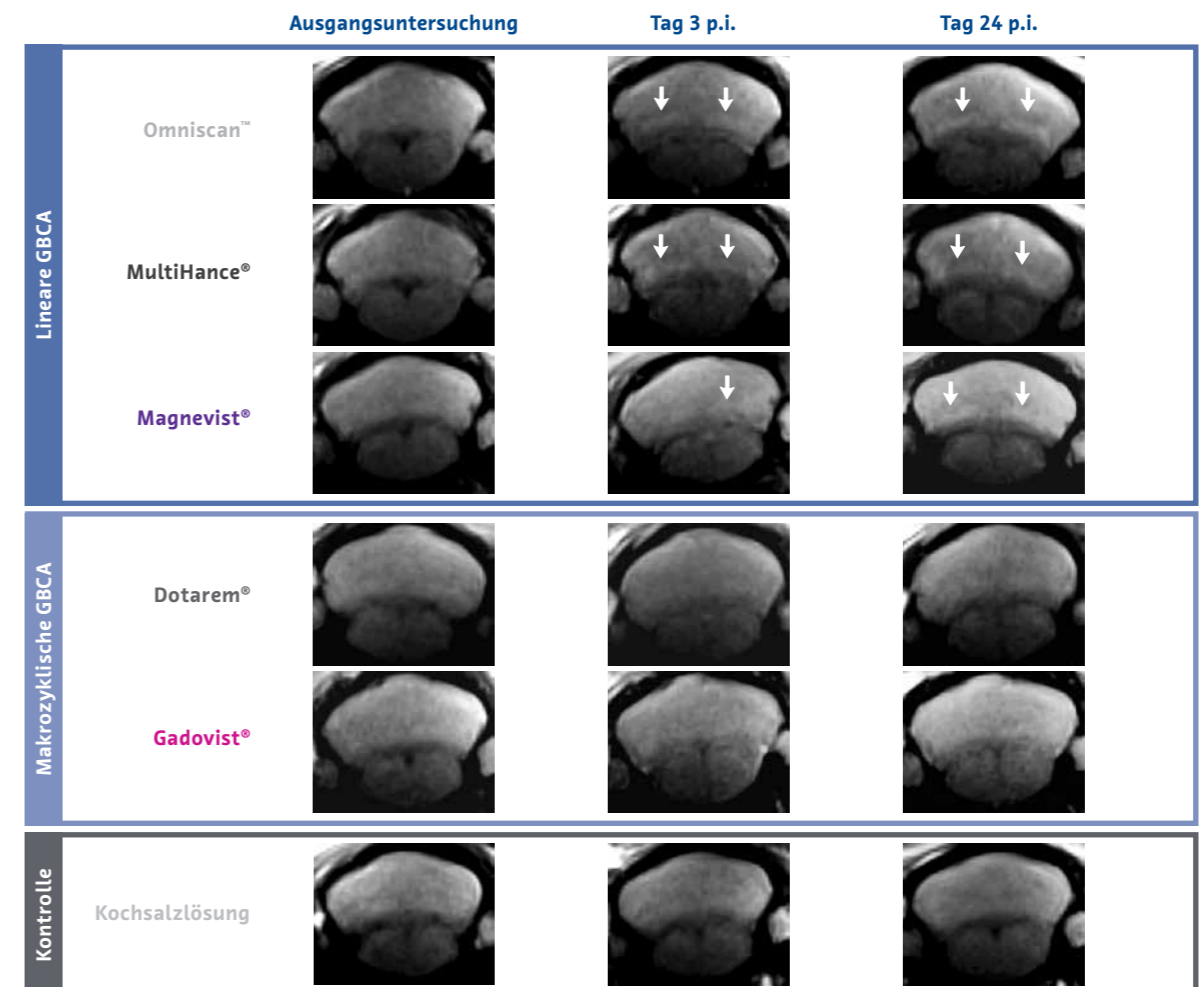 Ausgangsuntersuchung Tag 3 p.i. Tag 24 p.i.
Lineare GBCA
Omniscan™
MultiHance®
Magnevist®
Makrozyklische GBCA
Dotarem®
Gadovist®
Kontrolle
Kochsalzlösung